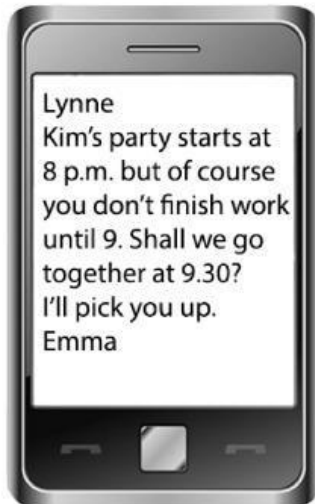 Lynne
Kim's party starts at
8 p.m. but of course
you don't finish work
until 9. Shall we go
together at 9.30?
I'll pick you up.
Emma